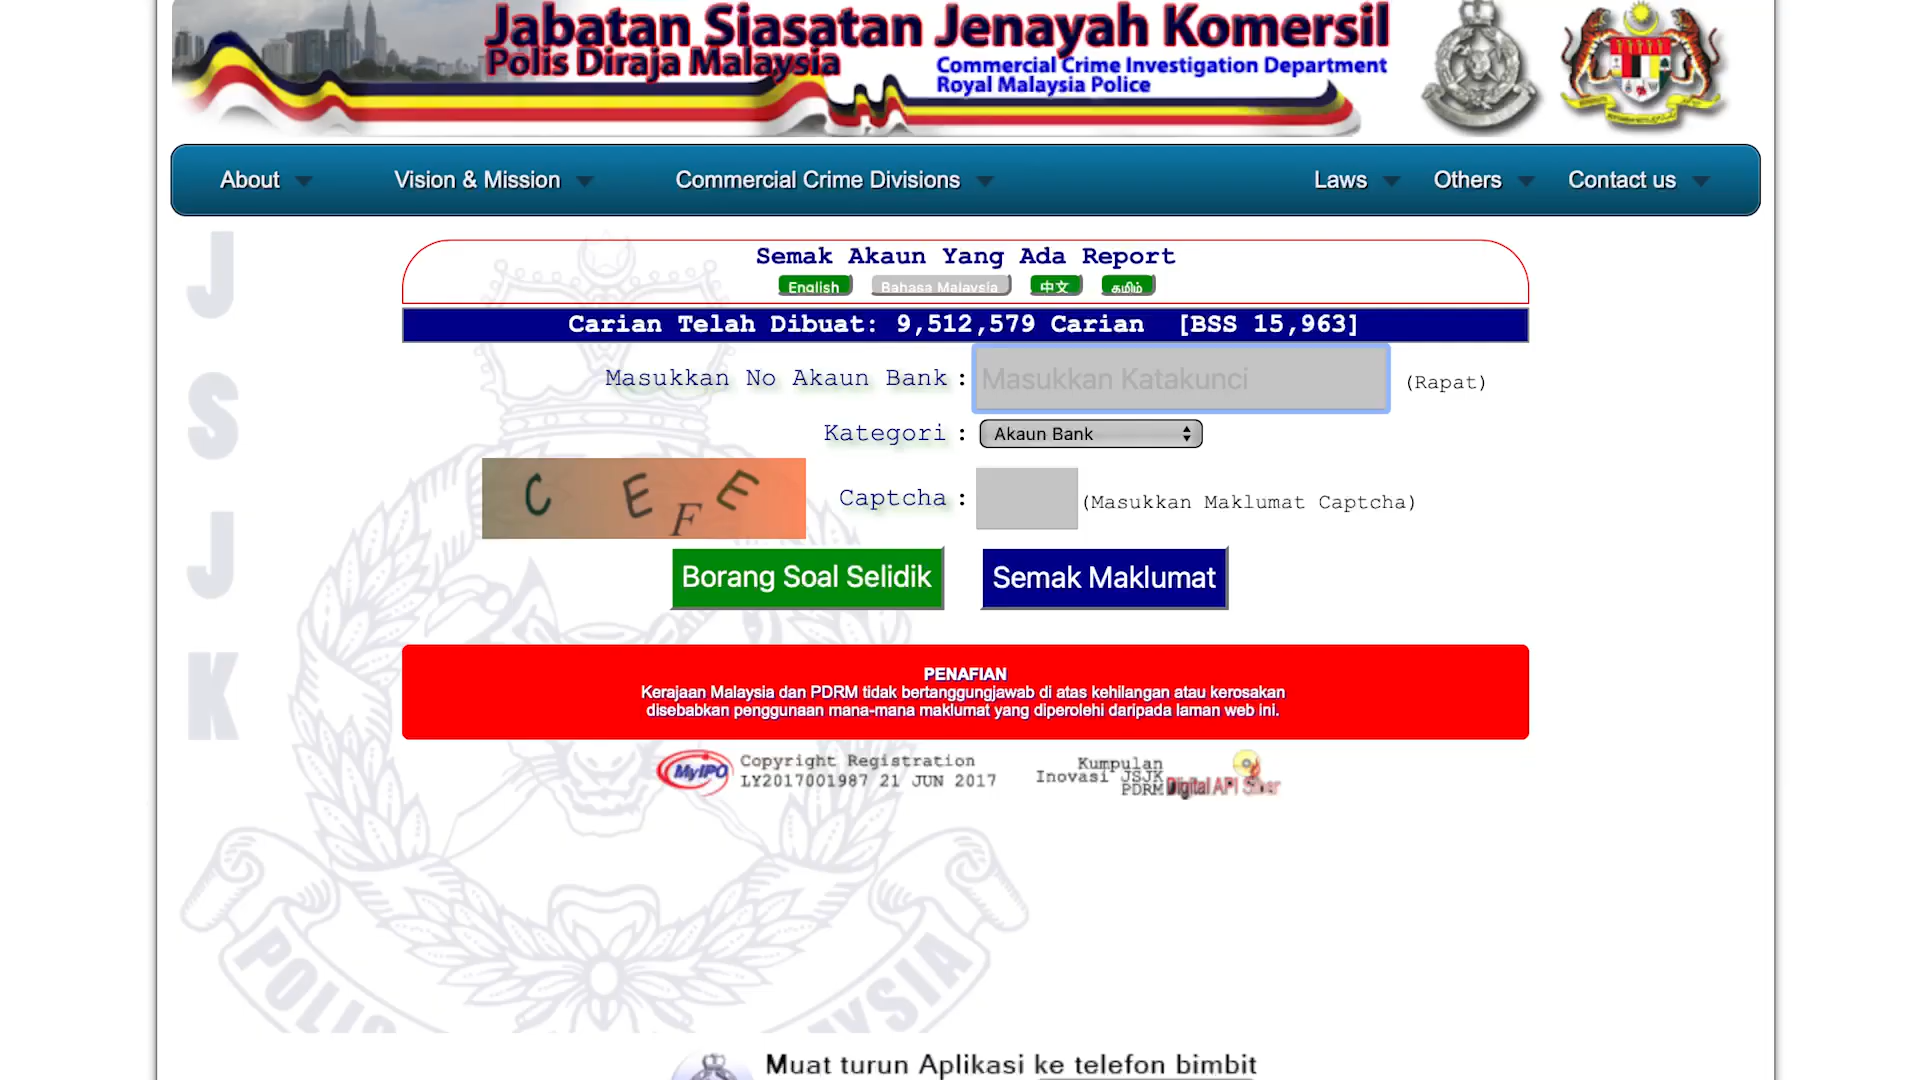 Jabatan Siasatan Jenayah Komersil
Polis Diraja Malaysia
Commercial Crime Investigation Department
Royal Malaysia Police
About
Vision & Mission
Commercial Crime Divisions
Laws
Others
Contact us
J
S
J
K
Semak Akaun Yang Ada Report
English
Bahasa Malaysia
中文
தமிழ்
Carian Telah Dibuat: 9,512,579 Carian [BSS 15,963]
Masukkan No Akaun Bank :
Masukkan Katakunci
(Rapat)
Kategori :
Akaun Bank
C E F E
Captcha :
(Masukkan Maklumat Captcha)
Borang Soal Selidik
Semak Maklumat
PENAFIAN
Kerajaan Malaysia dan PDRM tidak bertanggungjawab di atas kehilangan atau kerosakan
disebabkan penggunaan mana-mana maklumat yang diperolehi daripada laman web ini.
MyIPO
Copyright Registration
LY2017001987 21 JUN 2017
Kumpulan
Inovasi JSJK
PDRM
Digital API
Muat turun Aplikasi ke telefon bimbit